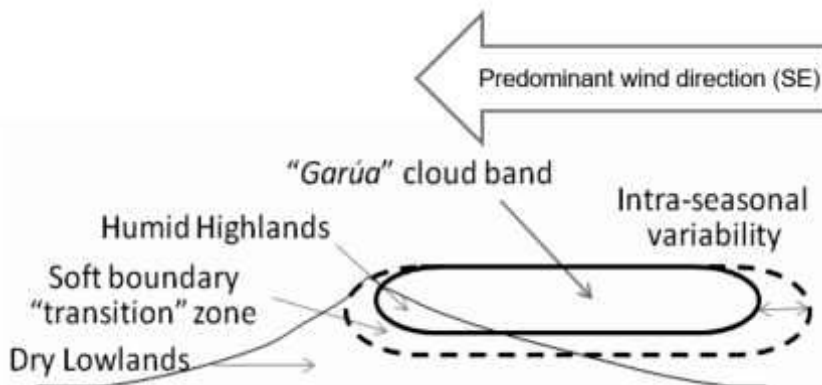 Predominant wind direction (SE)
“Garúa” cloud band
Intra-seasonal
variability
Humid Highlands
Soft boundary
“transition” zone
Dry Lowlands